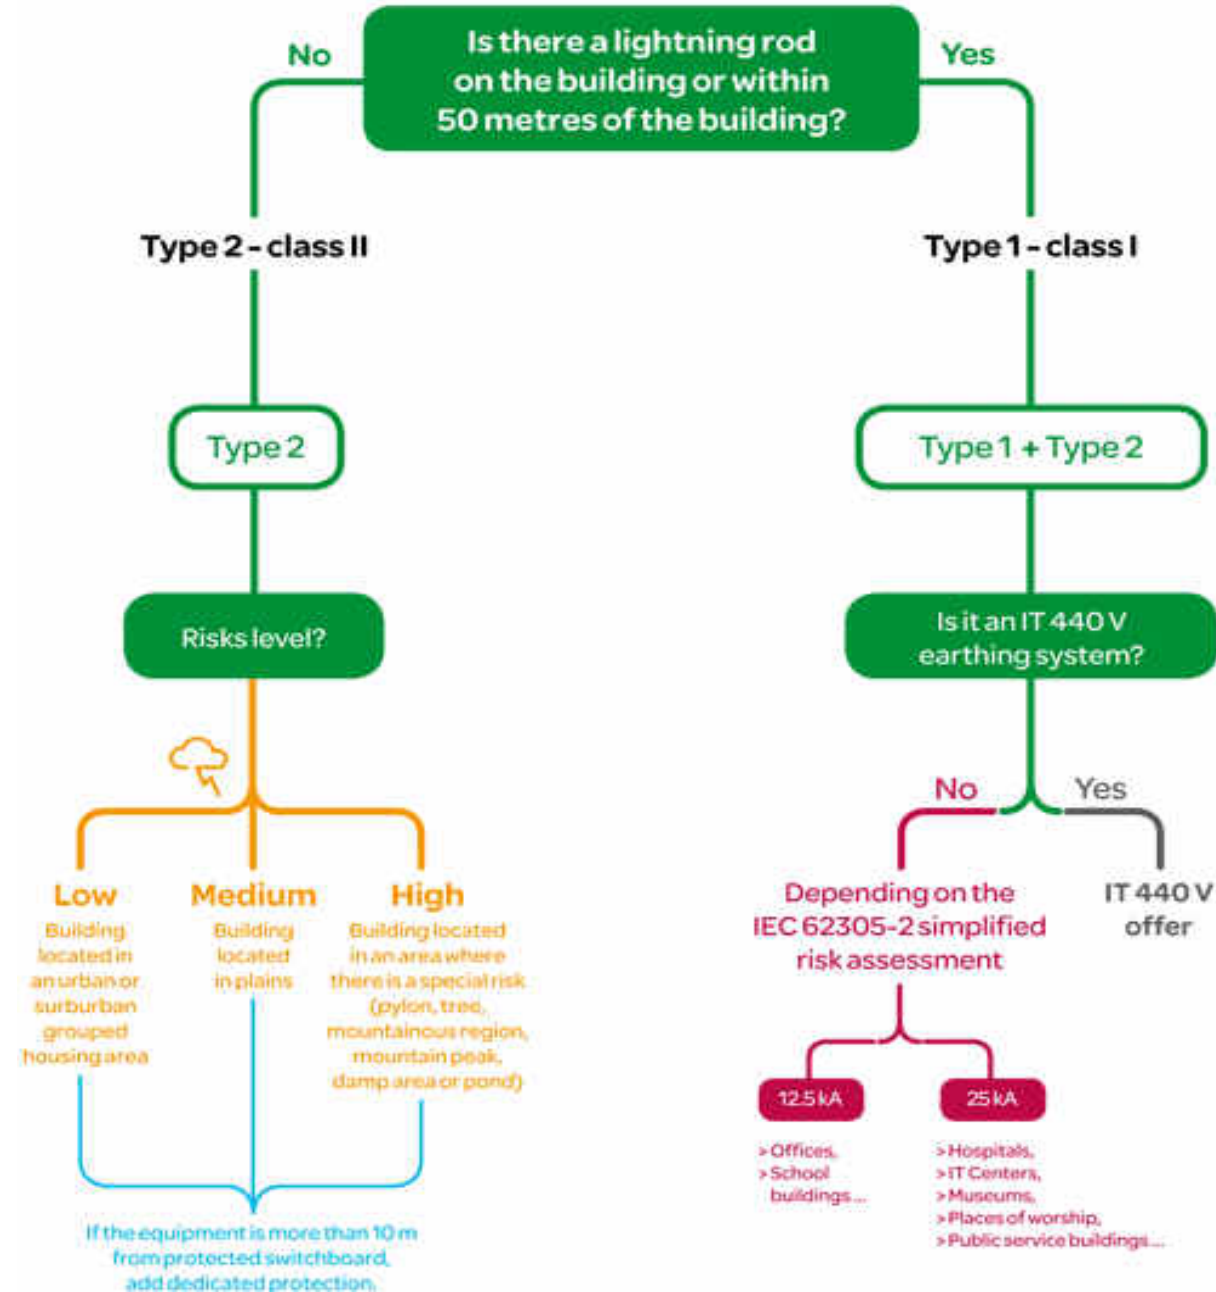 Is there a lightning rod
on the building or within
50 metres of the building?
No
Yes
Type 2 - class II
Type 1 - class I
Type 2
Type 1 + Type 2
Risks level?
Is it an IT 440 V
earthing system?
No
Yes
Low
Building
located in
an urban or
surburban
grouped
housing area
Medium
Building
located
in plains
High
Building located
in an area where
there is a special risk
(pylon, tree,
mountainous region,
mountain peak,
damp area or pond)
Depending on the
IEC 62305-2 simplified
risk assessment
IT 440 V
offer
12.5 kA
> Offices,
> School
buildings ...
25 kA
> Hospitals,
> IT Centers,
> Museums,
> Places of worship,
> Public service buildings ...
If the equipment is more than 10 m
from protected switchboard,
add dedicated protection.